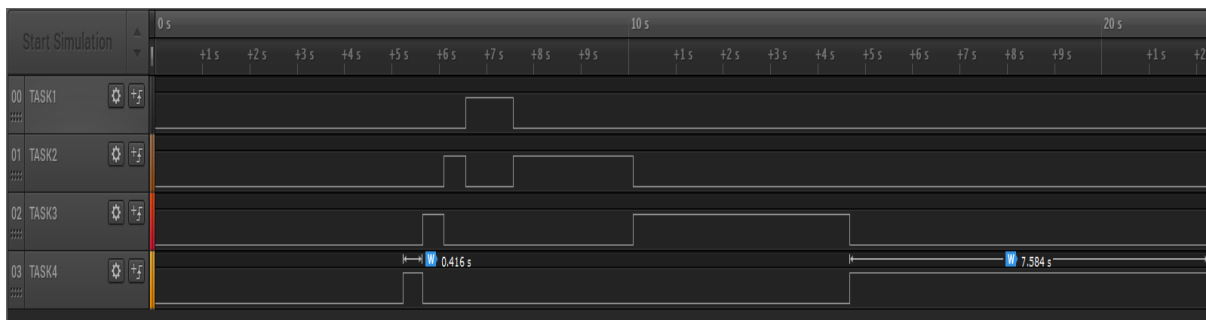 0 s 10 s 20 s
Start Simulation
+1 s +2 s +3 s +4 s +5 s +6 s +7 s +8 s +9 s +1 s +2 s +3 s +4 s +5 s +6 s +7 s +8 s +9 s +1 s +2
00 TASK1
01 TASK2
02 TASK3
W 0.416 s W 7.584 s
03 TASK4